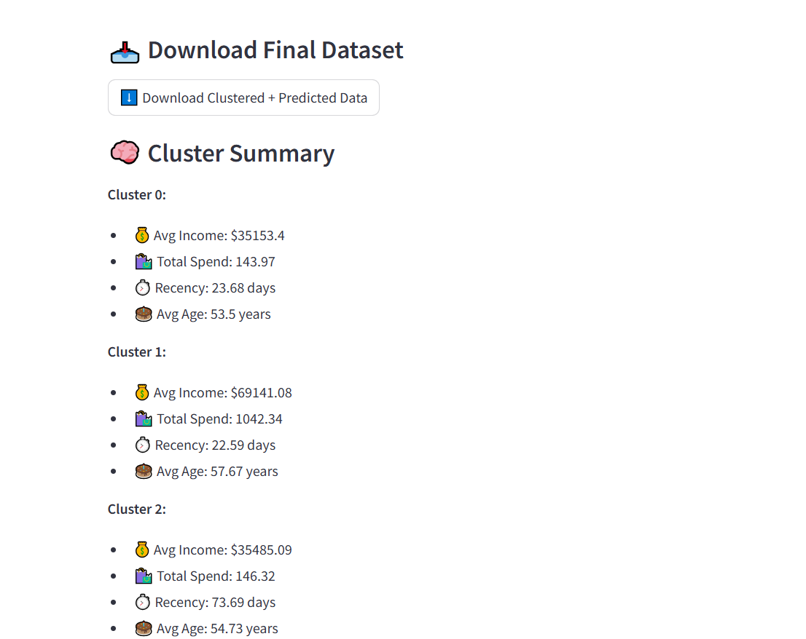 Download Final Dataset
Download Clustered + Predicted Data
Cluster Summary
Cluster 0:
Avg Income: $35153.4
Total Spend: 143.97
Recency: 23.68 days
Avg Age: 53.5 years
Cluster 1:
Avg Income: $69141.08
Total Spend: 1042.34
Recency: 22.59 days
Avg Age: 57.67 years
Cluster 2:
Avg Income: $35485.09
Total Spend: 146.32
Recency: 73.69 days
Avg Age: 54.73 years